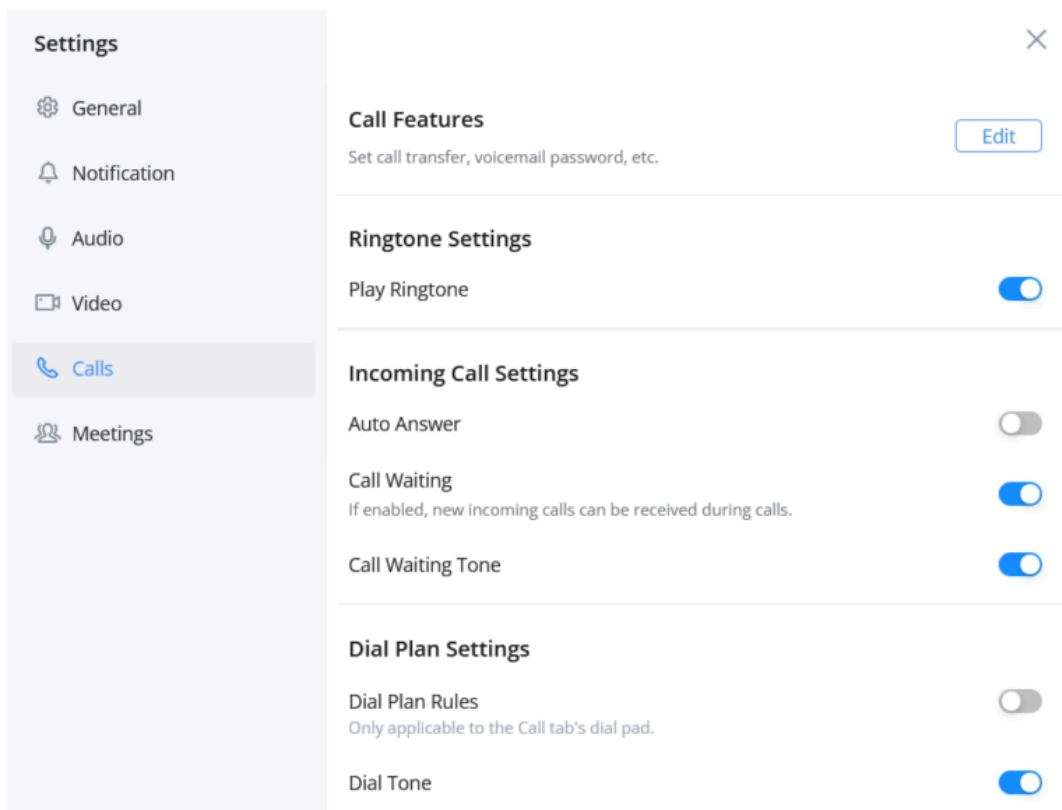 Settings
General
Notification
Audio
Video
Calls
Meetings
Call Features
Set call transfer, voicemail password, etc.
Edit
Ringtone Settings
Play Ringtone
Incoming Call Settings
Auto Answer
Call Waiting
If enabled, new incoming calls can be received during calls.
Call Waiting Tone
Dial Plan Settings
Dial Plan Rules
Only applicable to the Call tab's dial pad.
Dial Tone